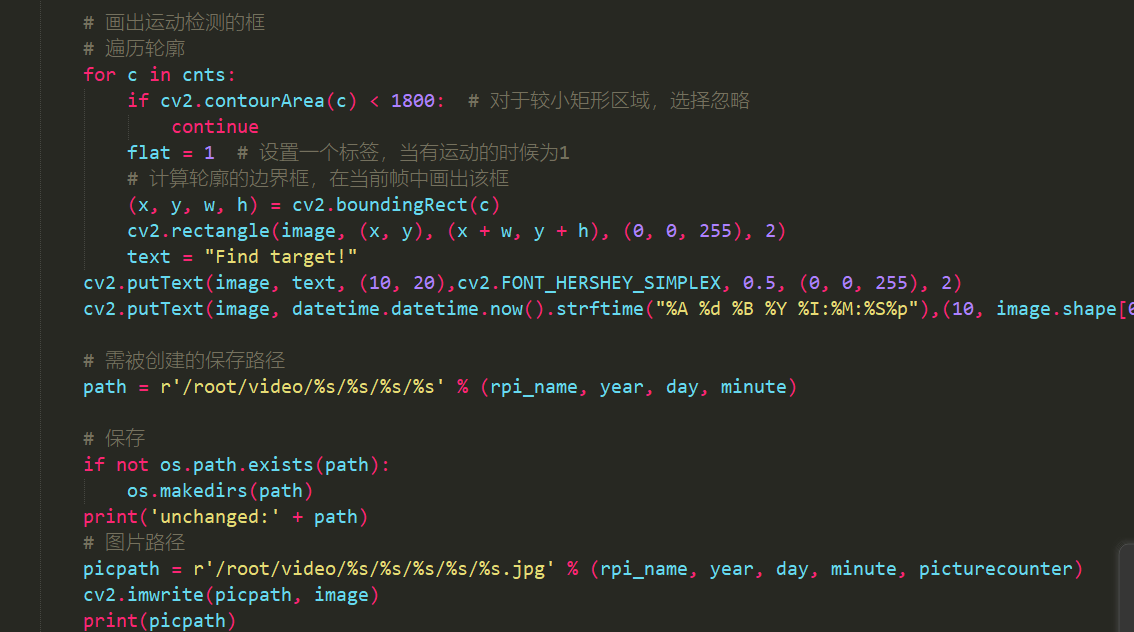 # 画出运动检测的框
# 遍历轮廓
for c in cnts:
if cv2.contourArea(c) < 1800:  # 对于较小矩形区域，选择忽略
continue
flat = 1  # 设置一个标签，当有运动的时候为1
# 计算轮廓的边界框，在当前帧中画出该框
(x, y, w, h) = cv2.boundingRect(c)
cv2.rectangle(image, (x, y), (x + w, y + h), (0, 0, 255), 2)
text = "Find target!"
cv2.putText(image, text, (10, 20),cv2.FONT_HERSHEY_SIMPLEX, 0.5, (0, 0, 255), 2)
cv2.putText(image, datetime.datetime.now().strftime("%A %d %B %Y %I:%M:%S%p"),(10, image.shape[0
# 需被创建的保存路径
path = r'/root/video/%s/%s/%s/%s' % (rpi_name, year, day, minute)
# 保存
if not os.path.exists(path):
os.makedirs(path)
print('unchanged:' + path)
# 图片路径
picpath = r'/root/video/%s/%s/%s/%s/%s.jpg' % (rpi_name, year, day, minute, picturecounter)
cv2.imwrite(picpath, image)
print(picpath)